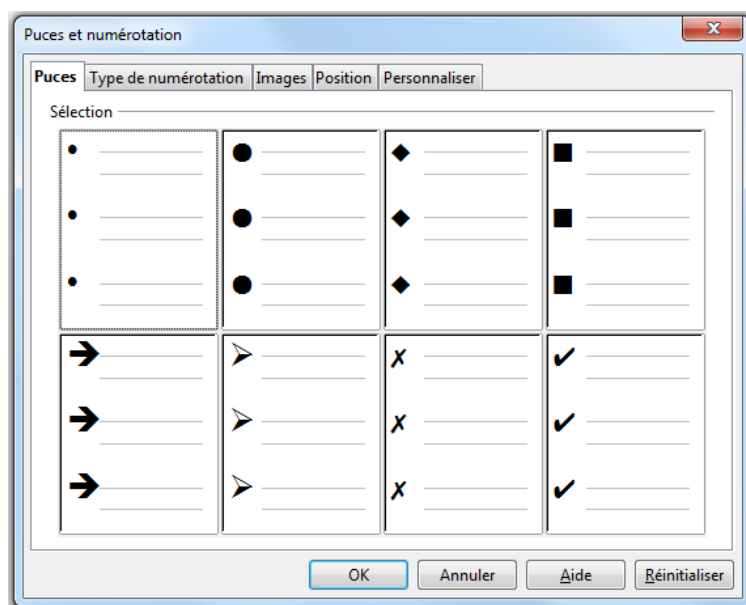 Puces et numérotation
Puces Type de numérotation Images Position Personnaliser
Sélection
OK Annuler Aide Réinitialiser